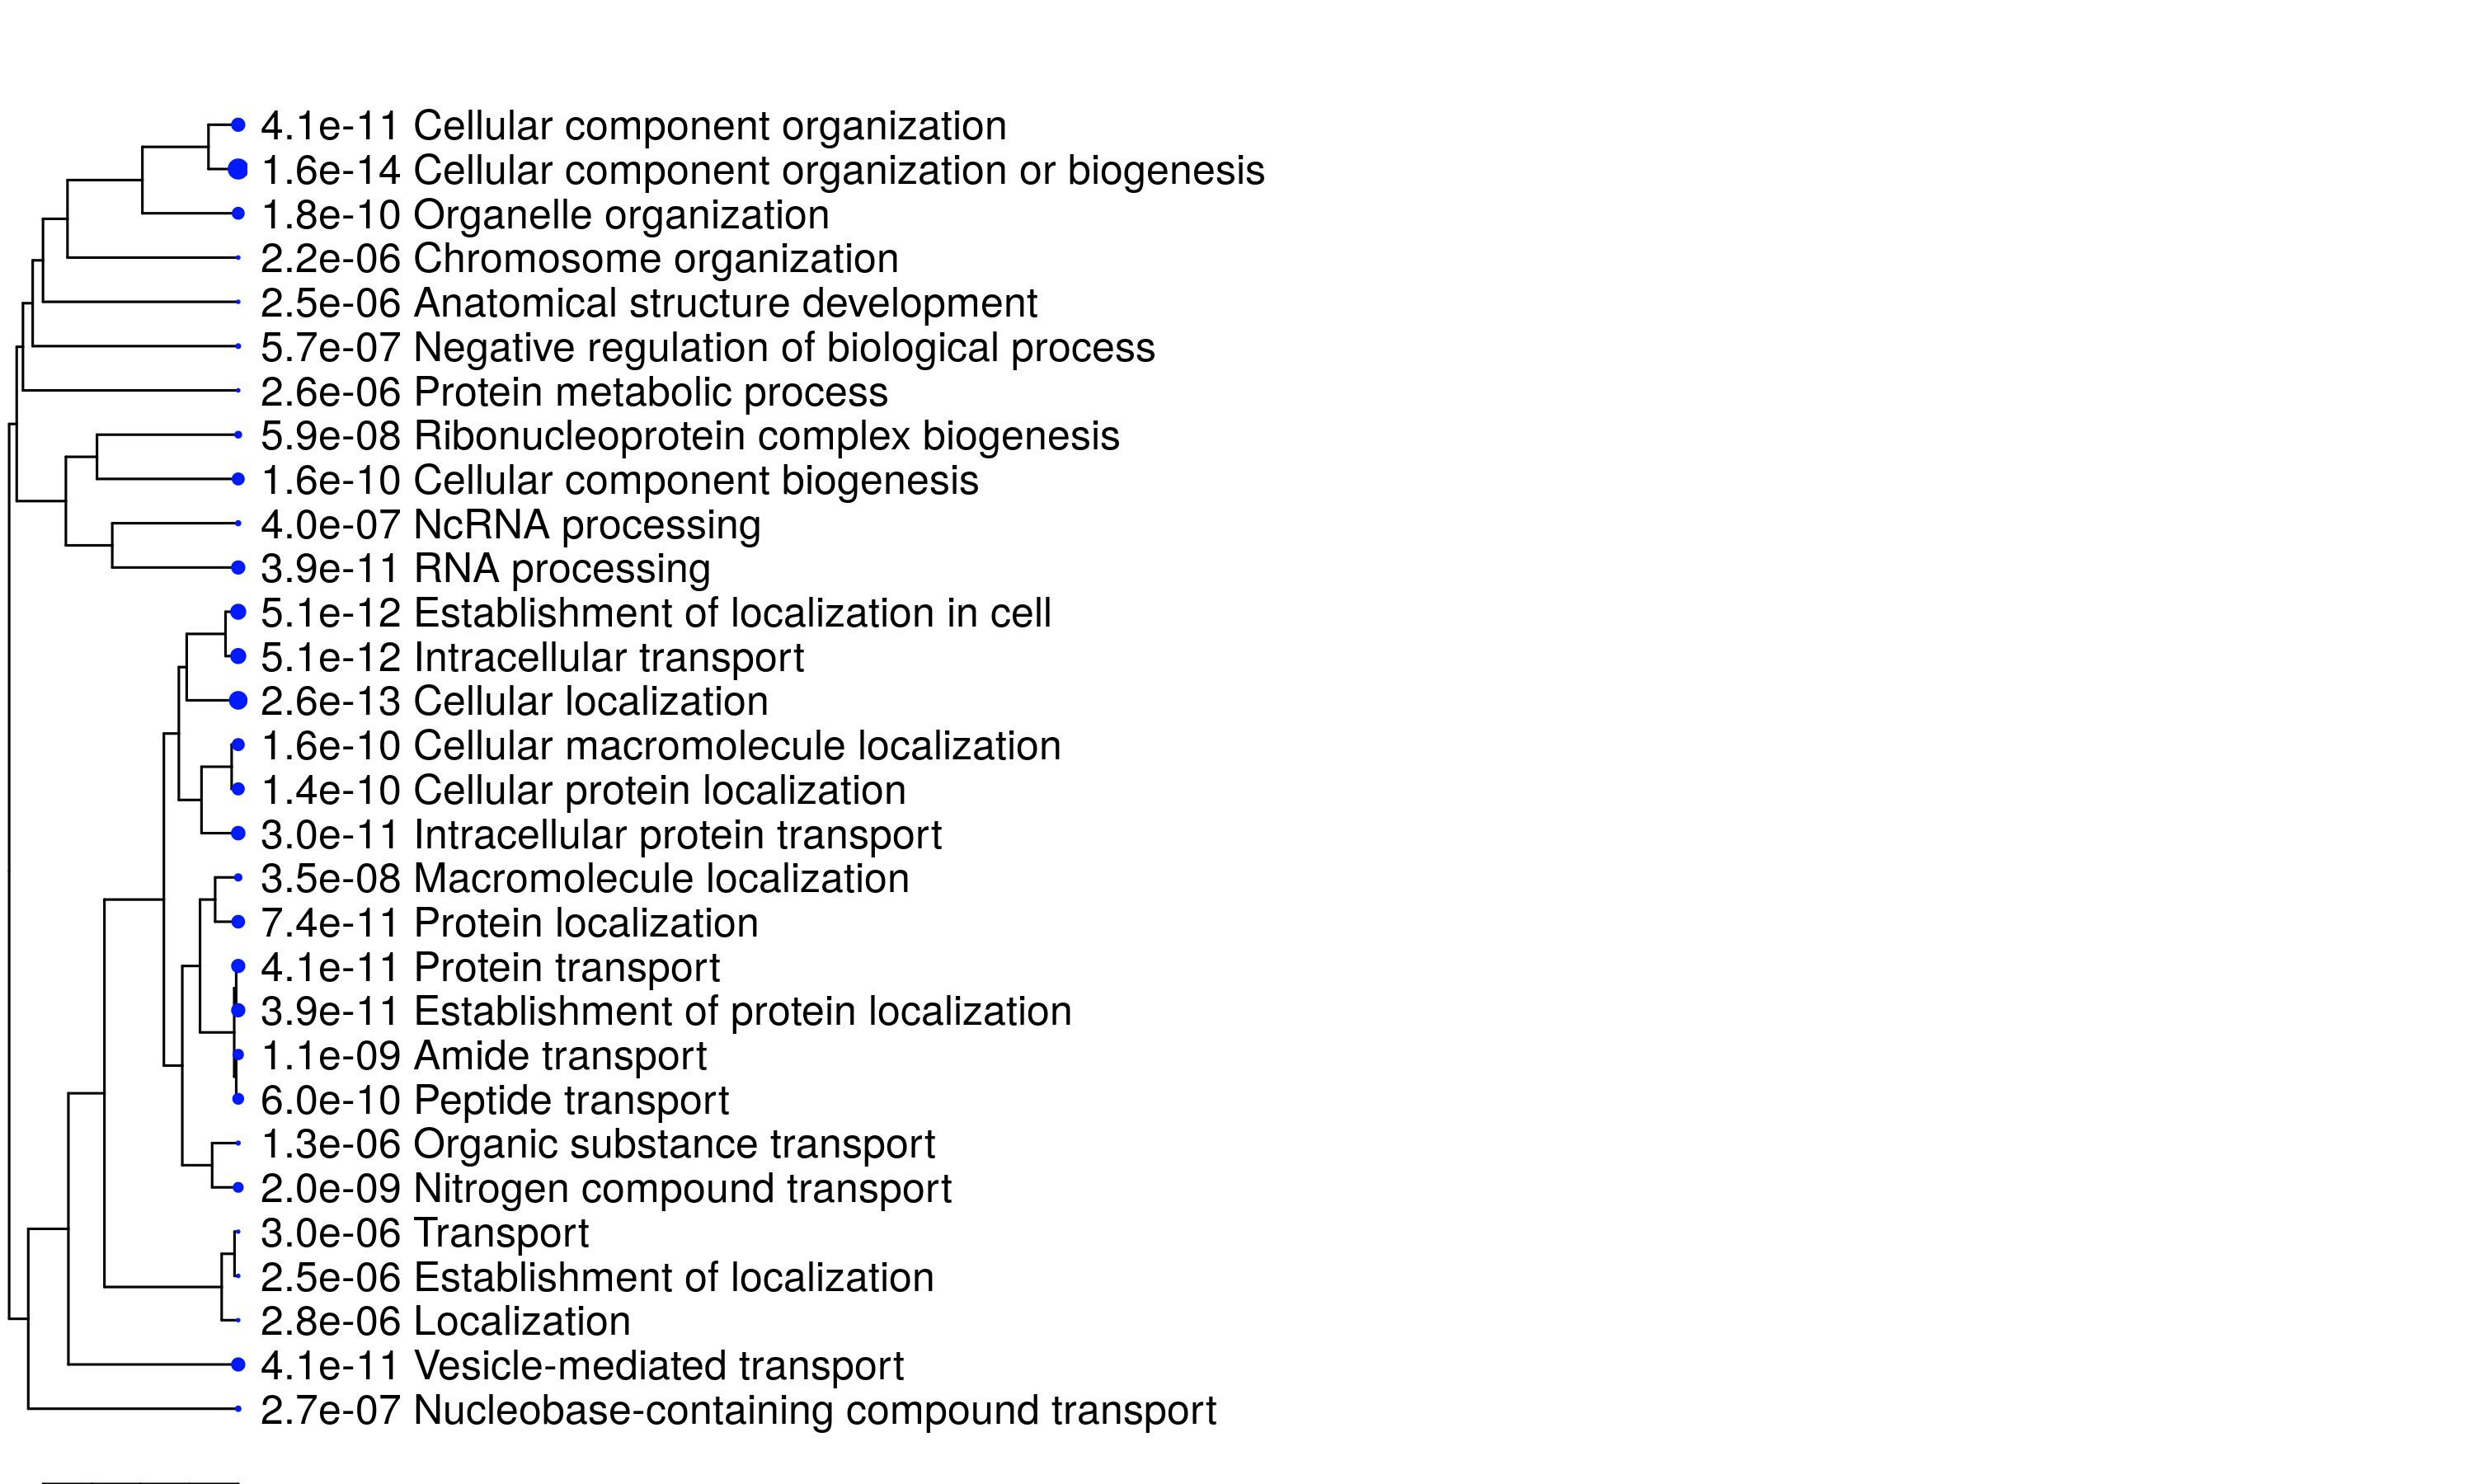 4.1e-11 Cellular component organization
1.6e-14 Cellular component organization or biogenesis
1.8e-10 Organelle organization
2.2e-06 Chromosome organization
2.5e-06 Anatomical structure development
5.7e-07 Negative regulation of biological process
2.6e-06 Protein metabolic process
5.9e-08 Ribonucleoprotein complex biogenesis
1.6e-10 Cellular component biogenesis
4.0e-07 NcRNA processing
3.9e-11 RNA processing
5.1e-12 Establishment of localization in cell
5.1e-12 Intracellular transport
2.6e-13 Cellular localization
1.6e-10 Cellular macromolecule localization
1.4e-10 Cellular protein localization
3.0e-11 Intracellular protein transport
3.5e-08 Macromolecule localization
7.4e-11 Protein localization
4.1e-11 Protein transport
3.9e-11 Establishment of protein localization
1.1e-09 Amide transport
6.0e-10 Peptide transport
1.3e-06 Organic substance transport
2.0e-09 Nitrogen compound transport
3.0e-06 Transport
2.5e-06 Establishment of localization
2.8e-06 Localization
4.1e-11 Vesicle-mediated transport
2.7e-07 Nucleobase-containing compound transport